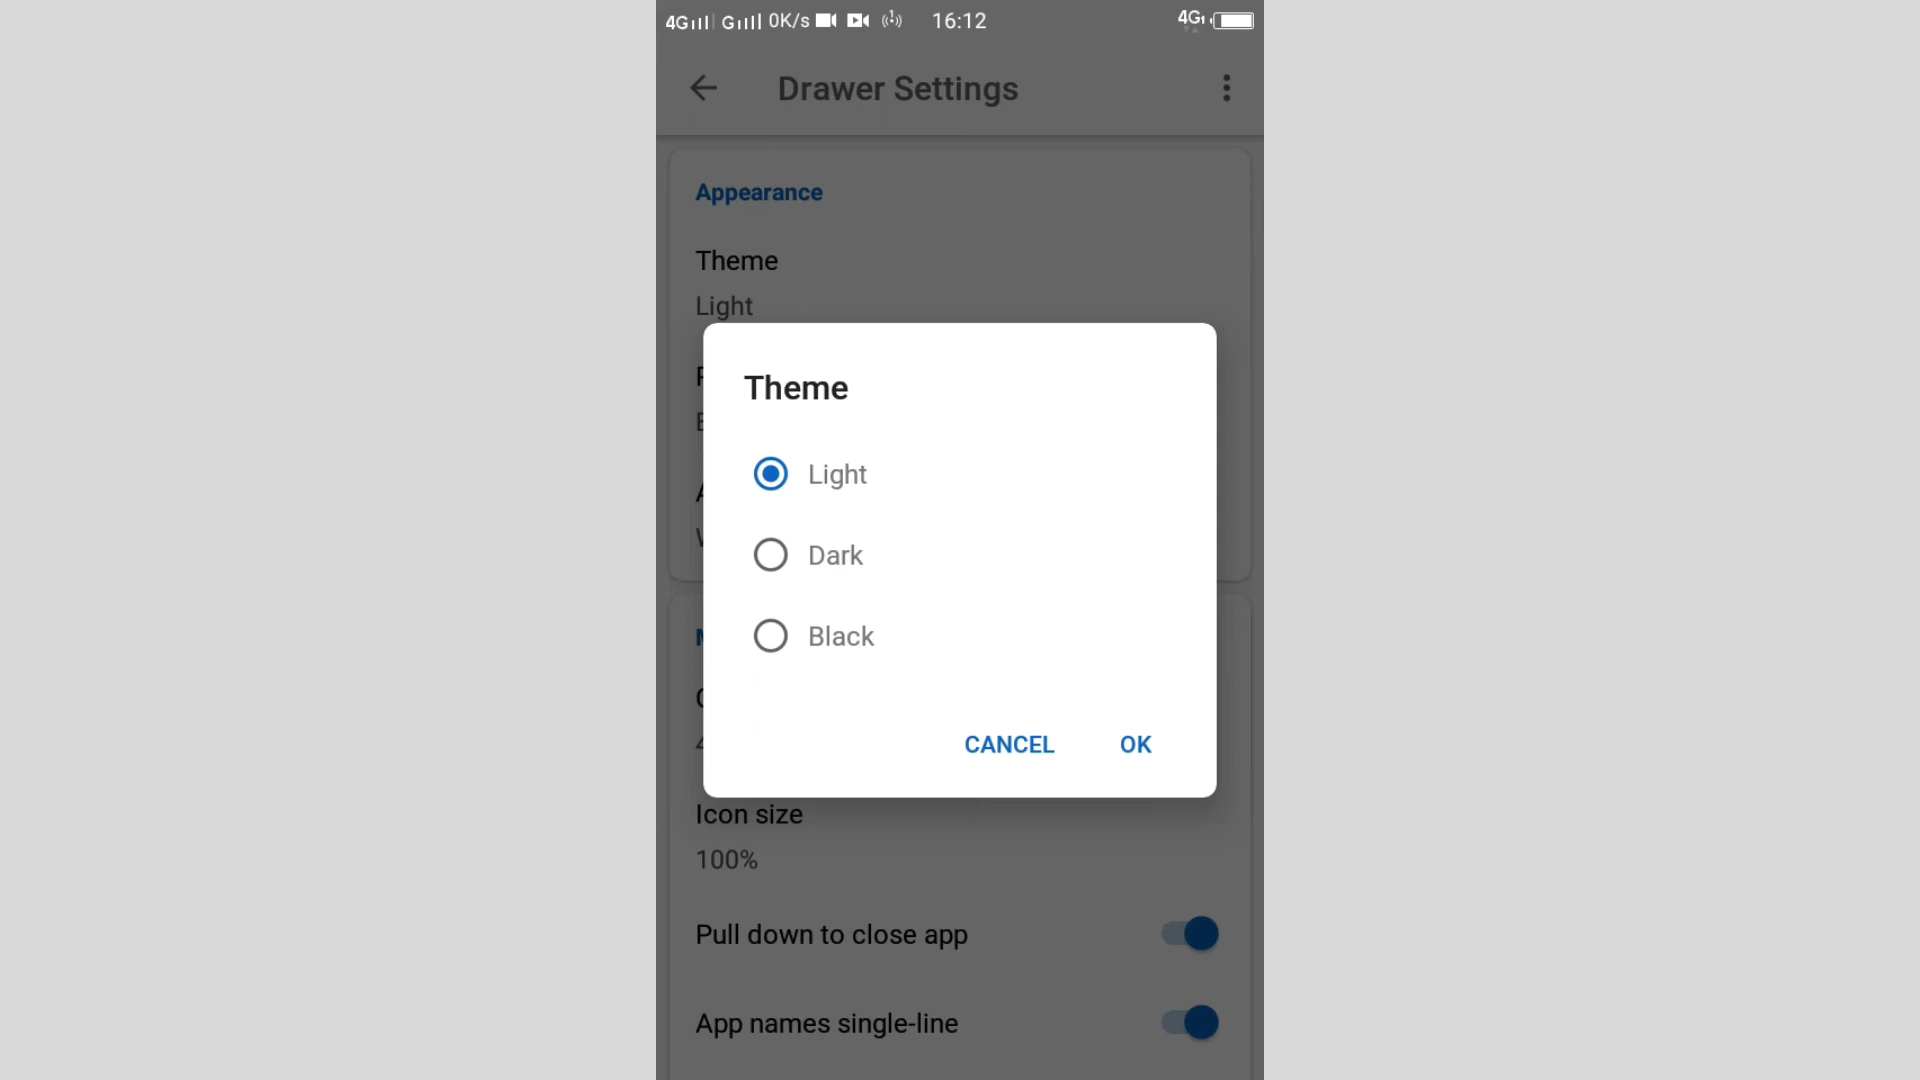 4G G 0K/s 16:12 4G
Drawer Settings
Appearance
Theme
Light
Theme
Light
Dark
Black
CANCEL OK
Icon size
100%
Pull down to close app
App names single-line